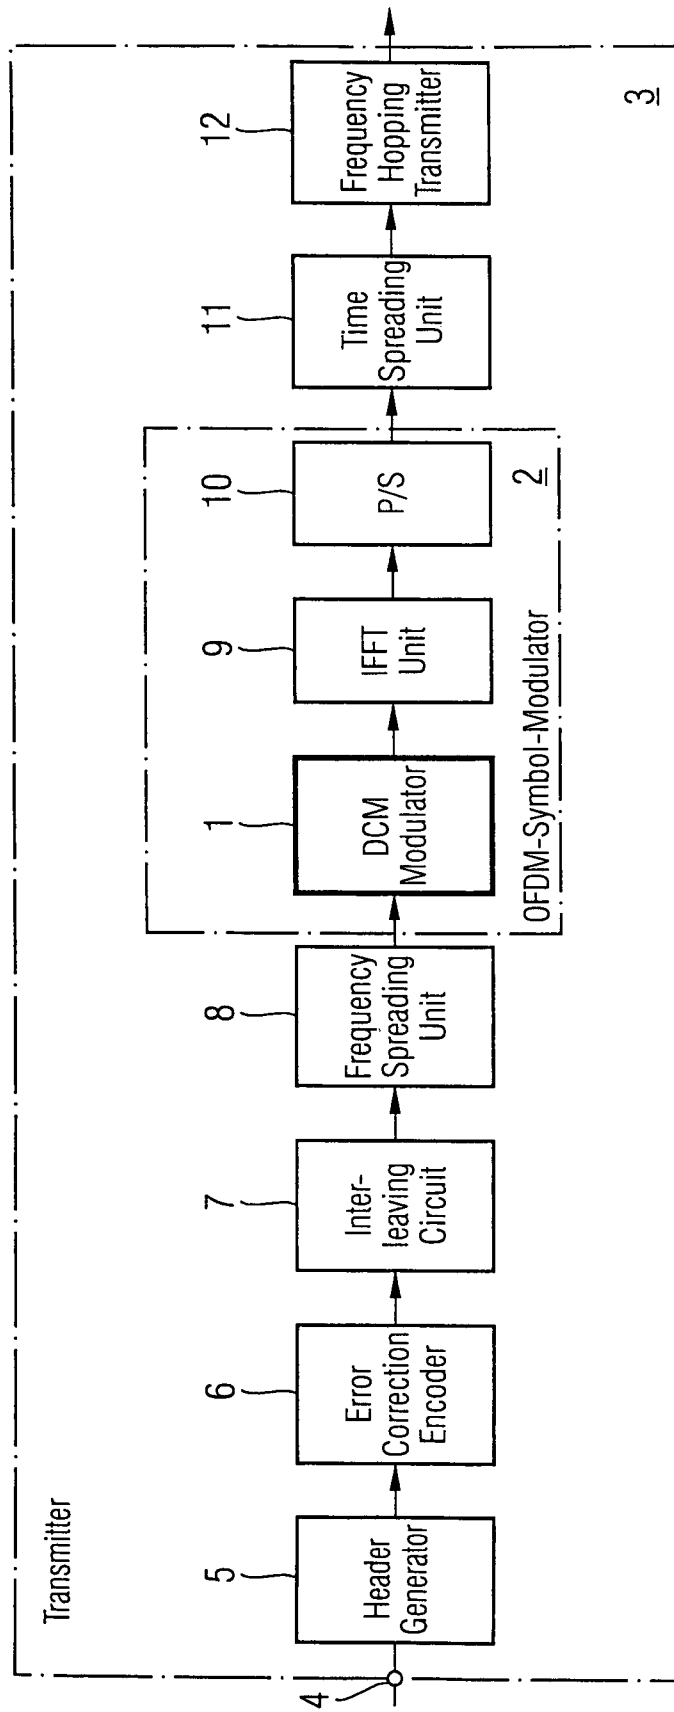 Transmitter
4
5
Header
Generator
6
Error
Correction
Encoder
7
Inter-
leaving
Circuit
8
Frequency
Spreading
Unit
1
DCM
Modulator
9
IFFT
Unit
10
P/S
OFDM-Symbol-Modulator
2
11
Time
Spreading
Unit
12
Frequency
Hopping
Transmitter
3